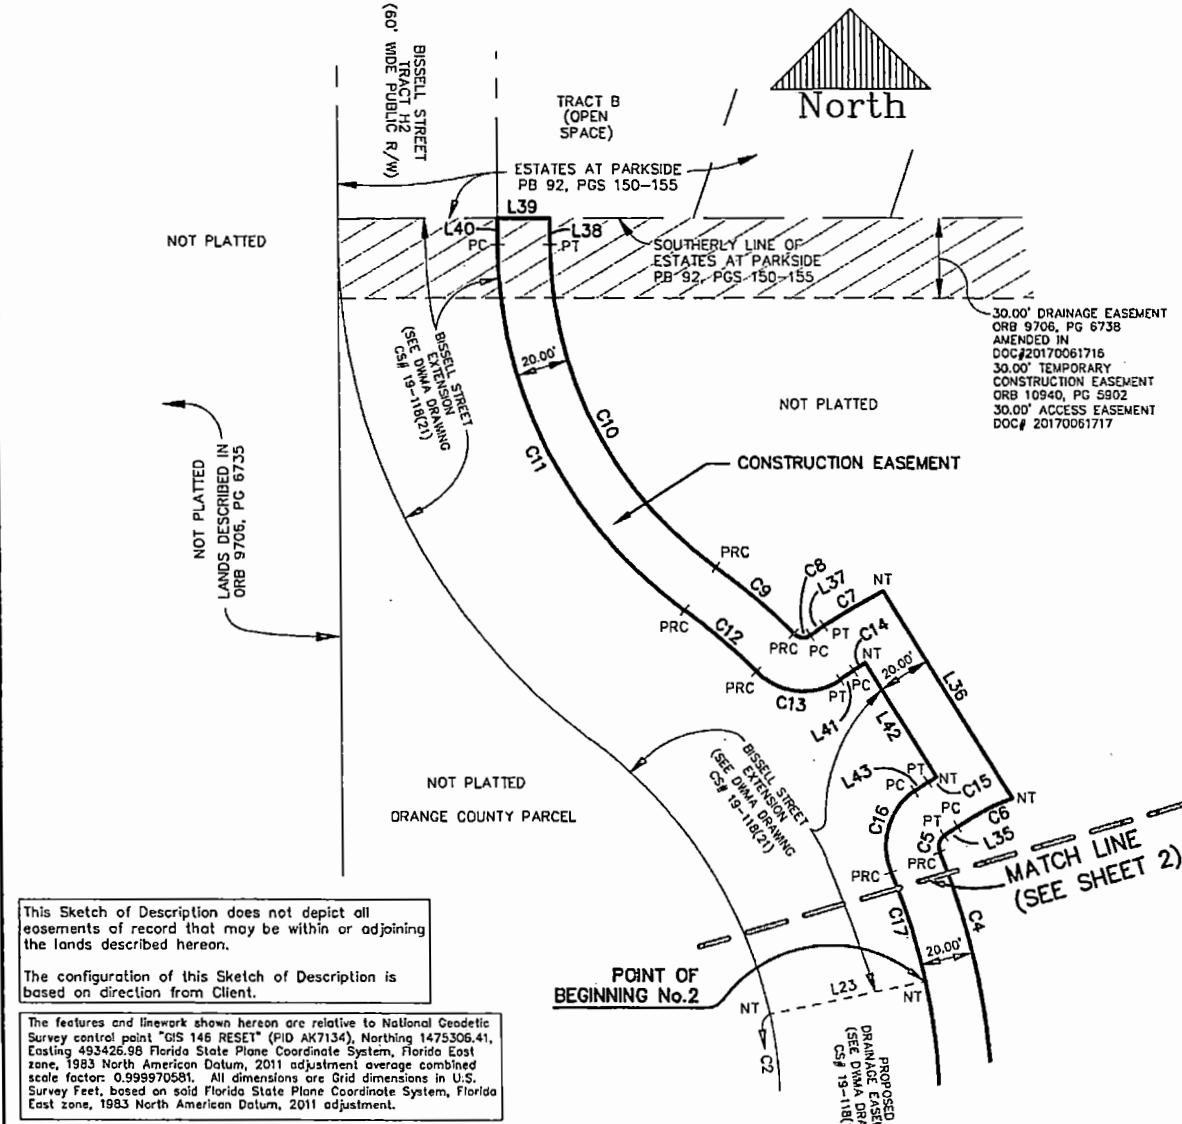 BISSELL STREET
TRACT H2
(60' WIDE PUBLIC R/W)
TRACT B
(OPEN
SPACE)
North
ESTATES AT PARKSIDE
PB 92, PGS 150-155
L39
L40
L38
PC
PT
NOT PLATTED
SOUTHERLY LINE OF
ESTATES AT PARKSIDE
PB 92, PGS 150-155
30.00' DRAINAGE EASEMENT
ORB 9706, PG 6738
AMENDED IN
DOC#20170061716
30.00' TEMPORARY
CONSTRUCTION EASEMENT
ORB 10940, PG 5902
30.00' ACCESS EASEMENT
DOC# 20170061717
BISSELL STREET
EXTENSION
(SEE DWMA DRAWING
CS# 19-118(21)
20.00'
NOT PLATTED
C10
C11
CONSTRUCTION EASEMENT
NOT PLATTED
LANDS DESCRIBED IN
ORB 9706, PG 6735
PRC
C9
C8
L37
C7
NT
PRC
C12
PRC
PC
PT
C14
NT
20.00'
L36
PRC
C13
PT
PC
L41
L42
BISSELL STREET
EXTENSION
(SEE DWMA DRAWING
CS# 19-118(21)
NOT PLATTED
ORANGE COUNTY PARCEL
L43
PT
PC
NT
C15
NT
C16
PC
C6
PT
C5
L35
PRC
PRC
MATCH LINE
(SEE SHEET 2)
C17
C4
20.00'
This Sketch of Description does not depict all
easements of record that may be within or adjoining
the lands described hereon.
The configuration of this Sketch of Description is
based on direction from Client.
POINT OF
BEGINNING No.2
L23
NT
NT
C2
PROPOSED
DRAINAGE EASE
(SEE DWMA DRA
CS# 19-118(
The features and linework shown hereon are relative to National Geodetic
Survey control point "GIS 146 RESET" (PID AK7134), Northing 1475306.41,
Easting 493426.98 Florida State Plane Coordinate System, Florida East
zone, 1983 North American Datum, 2011 adjustment average combined
scale factor: 0.999970581. All dimensions are Grid dimensions in U.S.
Survey Feet, based on said Florida State Plane Coordinate System, Florida
East zone, 1983 North American Datum, 2011 adjustment.